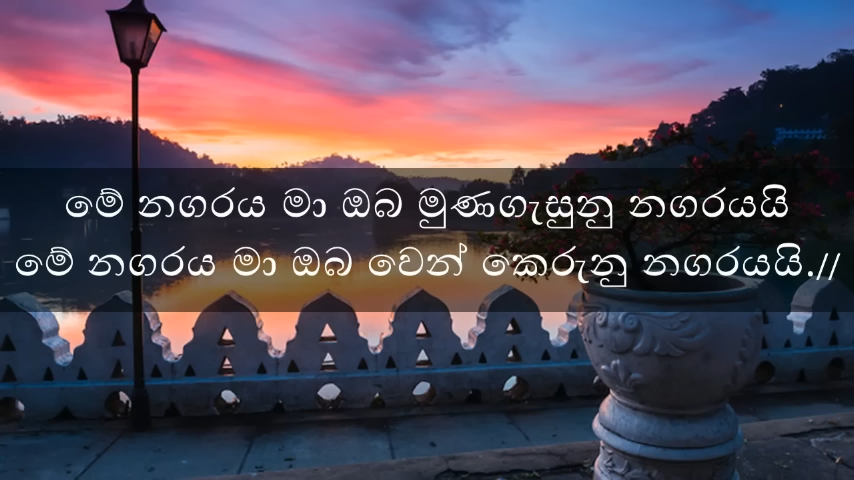 මේ නගරය මා ඔබ මුණගැසුනු නගරයයි
මේ නගරය මා ඔබ වෙන් කෙරුනු නගරයයි.//